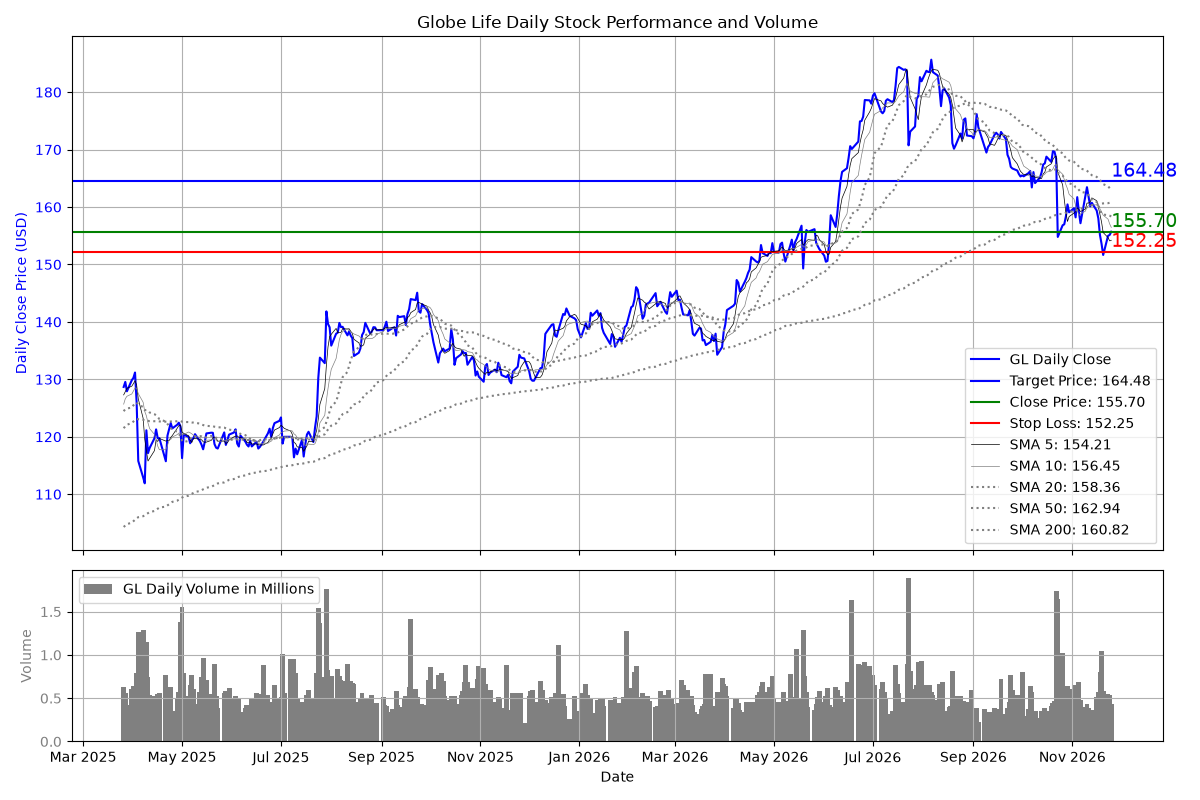 Globe Life Daily Stock Performance and Volume
Daily Close Price (USD)
180
170
160
150
140
130
120
110
164.48
155.70
152.25
GL Daily Close
Target Price: 164.48
Close Price: 155.70
Stop Loss: 152.25
SMA 5: 154.21
SMA 10: 156.45
SMA 20: 158.36
SMA 50: 162.94
SMA 200: 160.82
GL Daily Volume in Millions
Volume
1.5
1.0
0.5
0.0
Mar 2025 May 2025 Jul 2025 Sep 2025 Nov 2025 Jan 2026 Mar 2026 May 2026 Jul 2026 Sep 2026 Nov 2026
Date